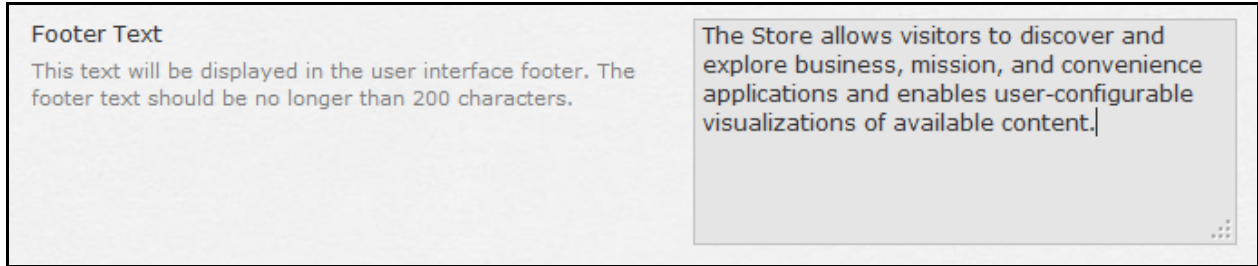 Footer Text
This text will be displayed in the user interface footer. The
footer text should be no longer than 200 characters.
The Store allows visitors to discover and
explore business, mission, and convenience
applications and enables user-configurable
visualizations of available content.